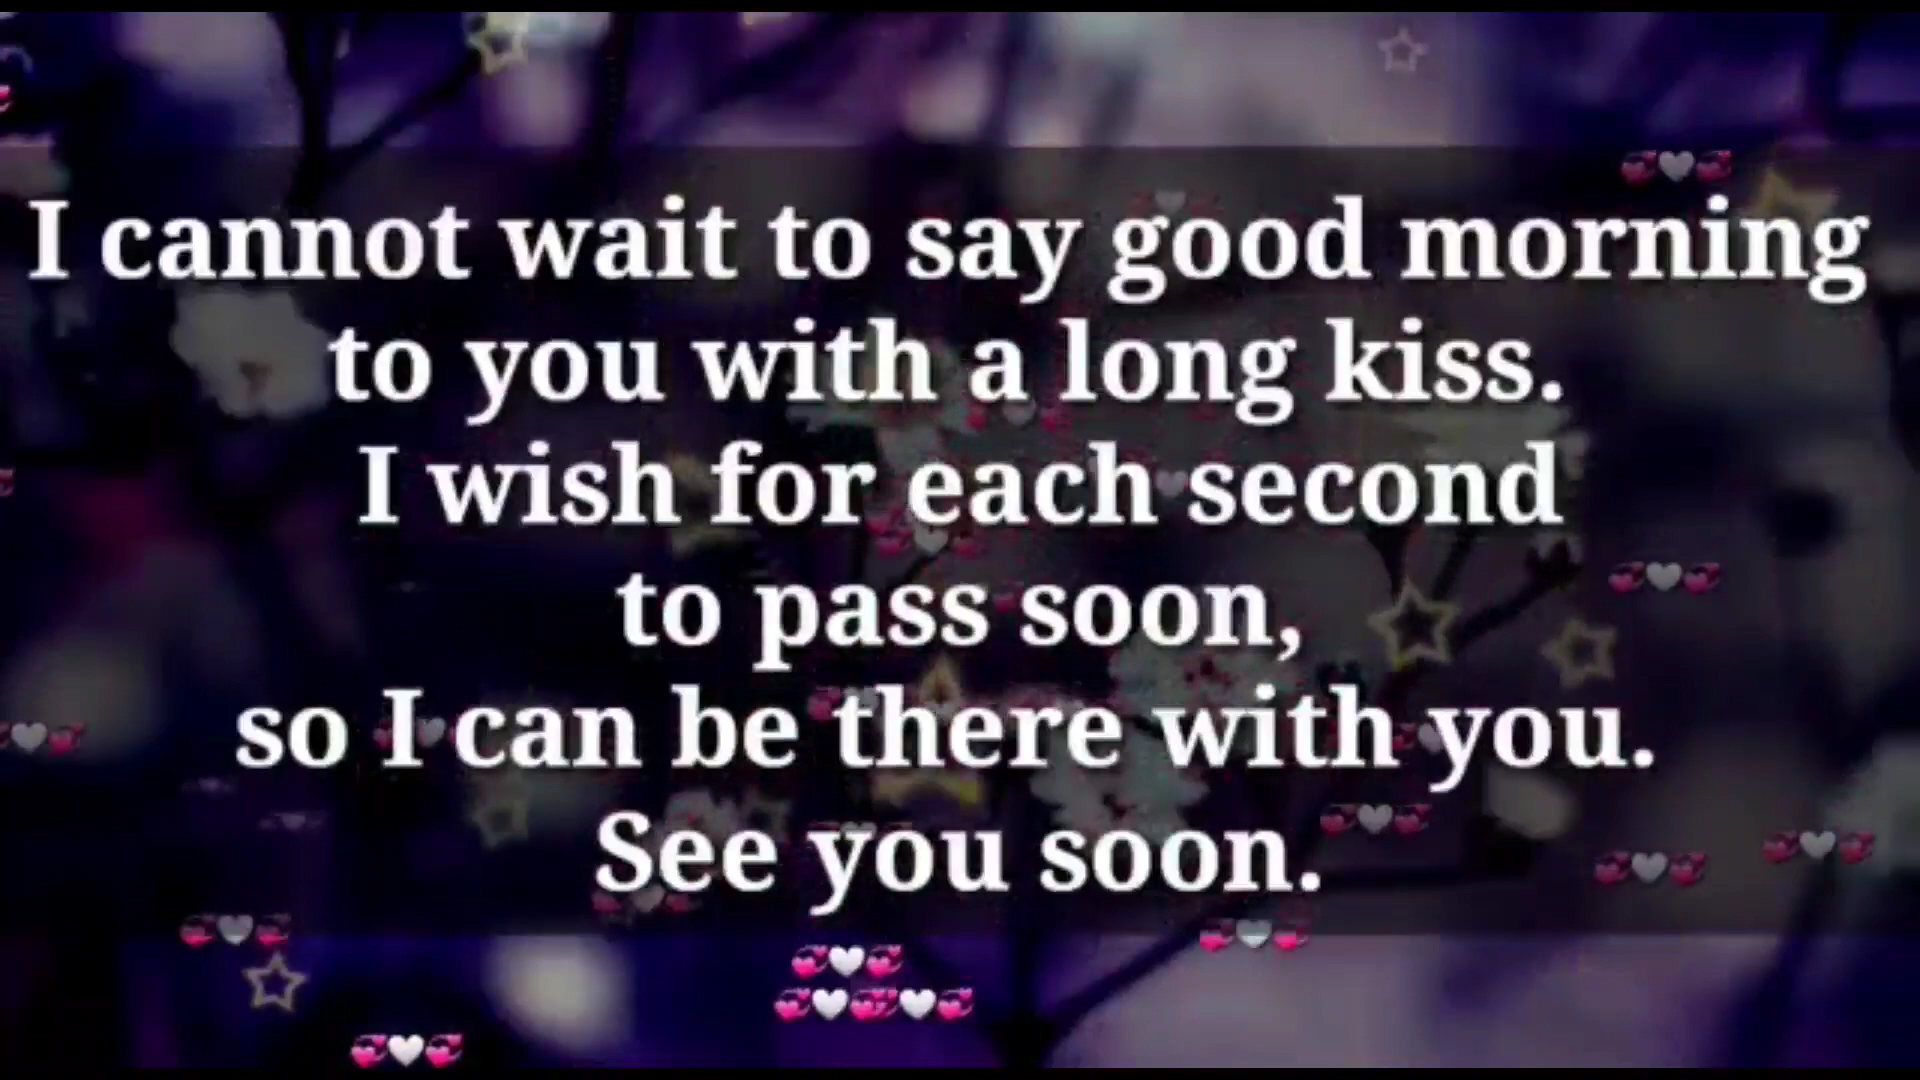 I cannot wait to say good morning
to you with a long kiss.
I wish for each second
to pass soon,
so I can be there with you.
See you soon.